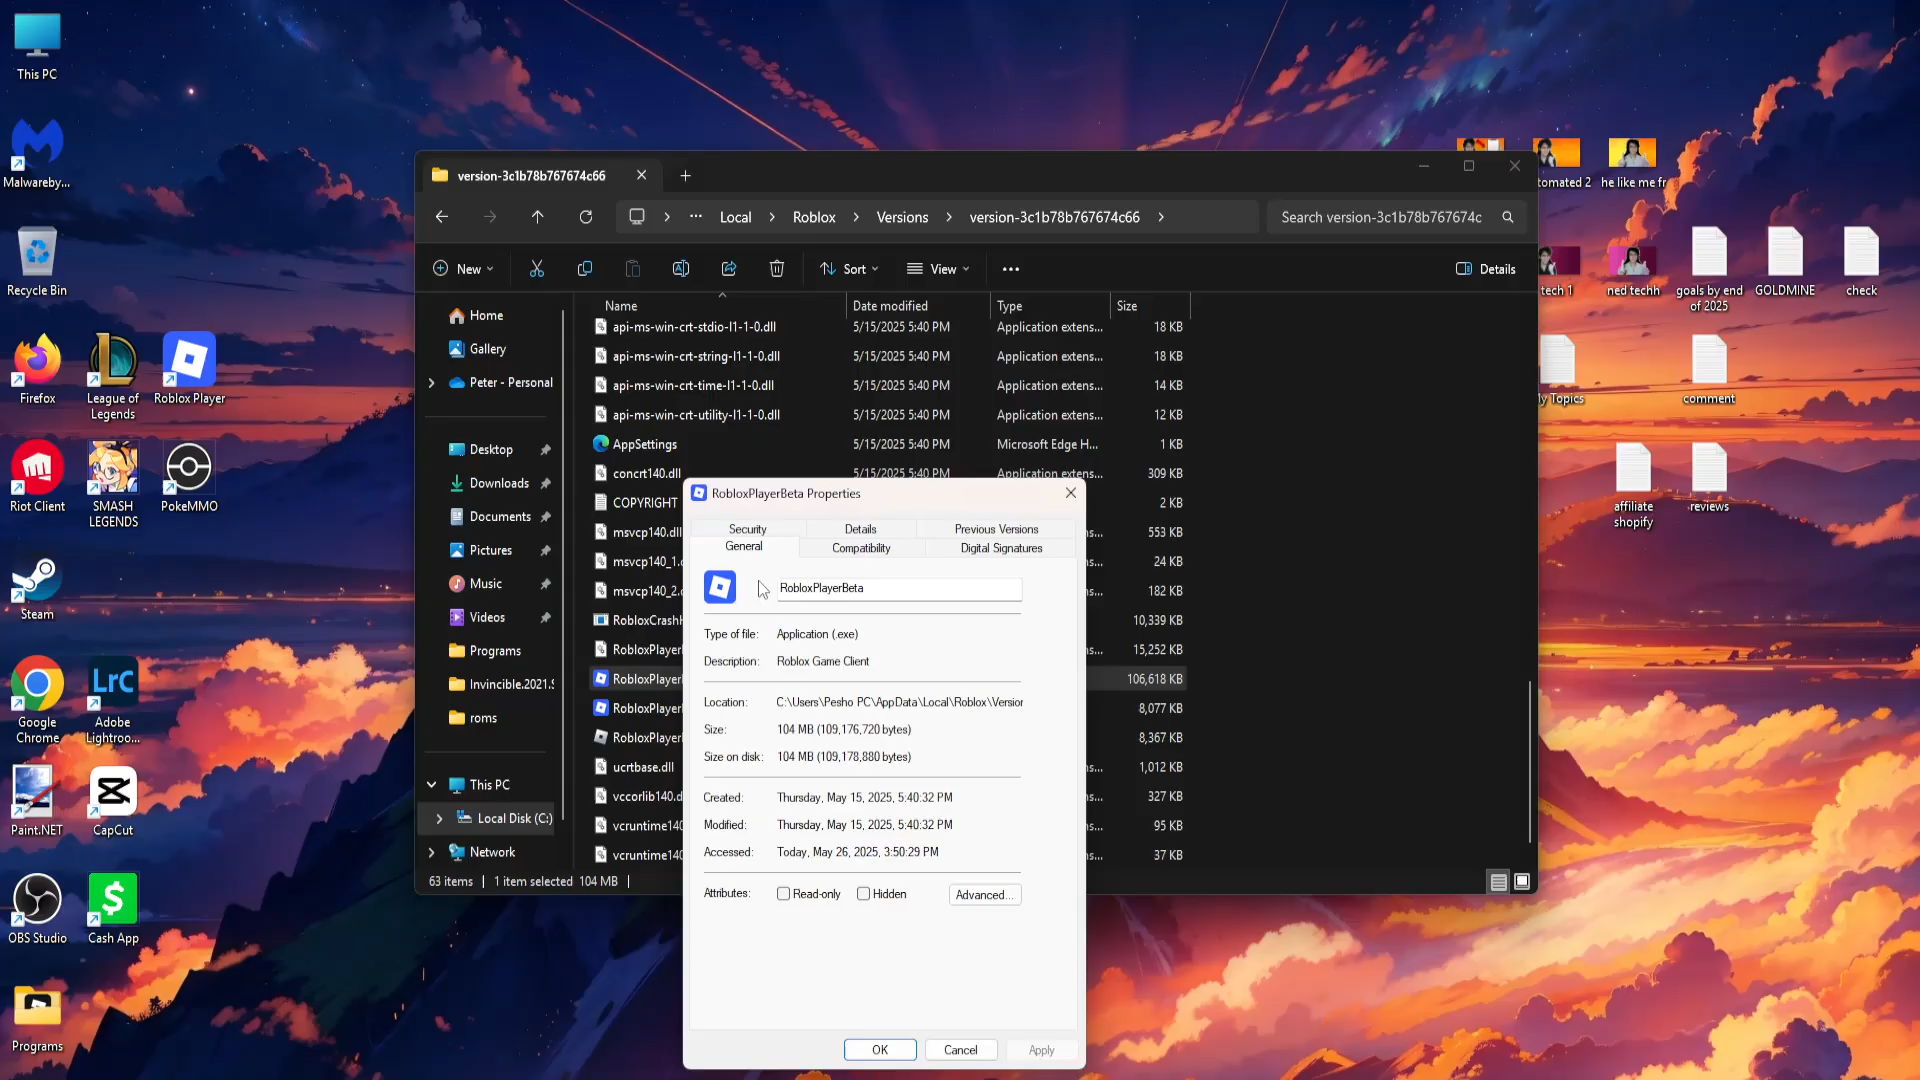 This PC
Malwareby...
Recycle Bin
Firefox
League of
Legends
Roblox Player
Riot Client
SMASH
LEGENDS
PokeMMO
Steam
Google
Chrome
Adobe
Lightroo...
LrC
Paint.NET
CapCut
OBS Studio
Cash App
Programs
version-3c1b78b767674c66
Local
Roblox
Versions
version-3c1b78b767674c66
Search version-3c1b78b767674c
New
Sort
View
Details
Home
Gallery
Peter - Personal
Desktop
Downloads
Documents
Pictures
Music
Videos
Programs
Invincible.2021.S
roms
This PC
Local Disk (C:)
Network
Name Date modified Type Size
api-ms-win-crt-stdio-l1-1-0.dll 5/15/2025 5:40 PM Application extens... 18 KB
api-ms-win-crt-string-l1-1-0.dll 5/15/2025 5:40 PM Application extens... 18 KB
api-ms-win-crt-time-l1-1-0.dll 5/15/2025 5:40 PM Application extens... 14 KB
api-ms-win-crt-utility-l1-1-0.dll 5/15/2025 5:40 PM Application extens... 12 KB
AppSettings 5/15/2025 5:40 PM Microsoft Edge H... 1 KB
concrt140.dll 5/15/2025 5:40 PM Application extens... 309 KB
COPYRIGHT 2 KB
msvcp140.dll 553 KB
msvcp140_1. 24 KB
msvcp140_2. 182 KB
RobloxCrashH 10,339 KB
RobloxPlayer 15,252 KB
RobloxPlayer 106,618 KB
RobloxPlayer 8,077 KB
RobloxPlayer 8,367 KB
ucrtbase.dll 1,012 KB
vccorlib140.d 327 KB
vcruntime140 95 KB
vcruntime140 37 KB
63 items
1 item selected 104 MB
RobloxPlayerBeta Properties
Security Details Previous Versions
General Compatibility Digital Signatures
RobloxPlayerBeta
Type of file: Application (.exe)
Description: Roblox Game Client
Location: C:\Users\Pesho PC\AppData\Local\Roblox\Version
Size: 104 MB (109,176,720 bytes)
Size on disk: 104 MB (109,178,880 bytes)
Created: Thursday, May 15, 2025, 5:40:32 PM
Modified: Thursday, May 15, 2025, 5:40:32 PM
Accessed: Today, May 26, 2025, 3:50:29 PM
Attributes: Read-only Hidden Advanced...
OK Cancel Apply
tomated 2
he like me fr
tech 1
ned techh
goals by end
of 2025
GOLDMINE
check
y Topics
comment
affiliate
shopify
reviews